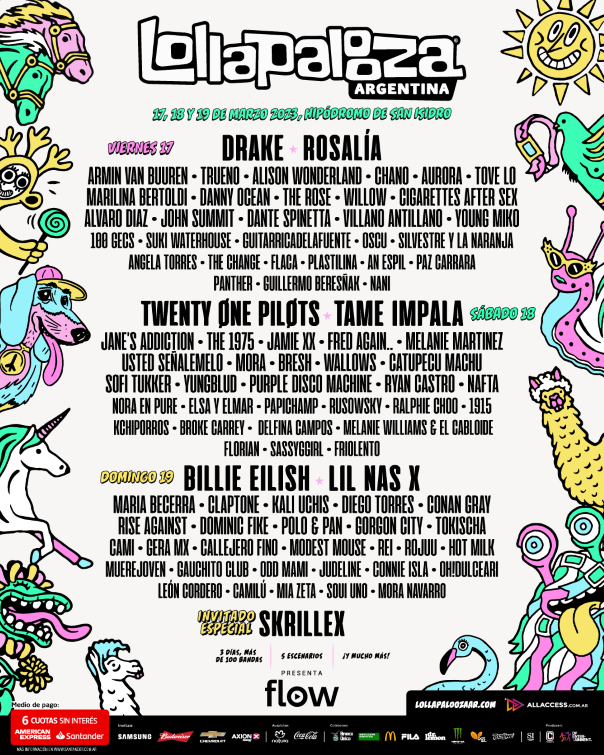 Lollapalooza
ARGENTINA
17, 18 Y 19 DE MARZO 2023, HIPÓDROMO DE SAN ISIDRO
VIERNES 17
DRAKE ★ ROSALÍA
ARMIN VAN BUUREN • TRUENO • ALISON WONDERLAND • CHANO • AURORA • TOVE LO
MARILINA BERTOLDI • DANNY OCEAN • THE ROSE • WILLOW • CIGARETTES AFTER SEX
ALVARO DIAZ • JOHN SUMMIT • DANTE SPINETTA • VILLANO ANTILLANO • YOUNG MIKO
100 GECS • SUKI WATERHOUSE • GUITARRICADELAFUENTE • OSCU • SILVESTRE Y LA NARANJA
ANGELA TORRES • THE CHANGE • FLACA • PLASTILINA • AN ESPIL • PAZ CARRARA
PANTHER • GUILLERMO BERESÑAK • NANI
TWENTY ØNE PILØTS ★ TAME IMPALA
SÁBADO 18
JANE'S ADDICTION • THE 1975 • JAMIE XX • FRED AGAIN.. • MELANIE MARTINEZ
USTED SEÑALEMELO • MORA • BRESH • WALLOWS • CATUPECU MACHU
SOFI TUKKER • YUNGBLUD • PURPLE DISCO MACHINE • RYAN CASTRO • NAFTA
NORA EN PURE • ELSA Y ELMAR • PAPICHAMP • RUSOWSKY • RALPHIE CHOO • 1915
KCHIPORROS • BROKE CARREY • DELFINA CAMPOS • MELANIE WILLIAMS & EL CABLOIDE
FLORIAN • SASSYGGIRL • FRIOLENTO
DOMINGO 19
BILLIE EILISH ★ LIL NAS X
MARIA BECERRA • CLAPTONE • KALI UCHIS • DIEGO TORRES • CONAN GRAY
RISE AGAINST • DOMINIC FIKE • POLO & PAN • GORGON CITY • TOKISCHA
CAMI • GERA MX • CALLEJERO FINO • MODEST MOUSE • REI • ROJUU • HOT MILK
MUEREJOVEN • GAUCHITO CLUB • ODD MAMI • JUDELINE • CONNIE ISLA • OH!DULCEARI
LEÓN CORDERO • CAMILÚ • MIA ZETA • SOUI UNO • MORA NAVARRO
INVITADO
ESPECIAL
SKRILLEX
3 DÍAS, MÁS
DE 100 BANDAS
5 ESCENARIOS
¡Y MUCHO MÁS!
PRESENTA
flow
LOLLAPALOOZAAR.COM
ALLACCESS.COM.AR
Medio de pago:
6 CUOTAS SIN INTERÉS
AMERICAN
EXPRESS
Santander
MÁS INFORMACIÓN EN WWW.SANTANDER.COM.AR
SAMSUNG
Budweiser
CHEVROLET
AXION
natura
Coca-Cola
FILA